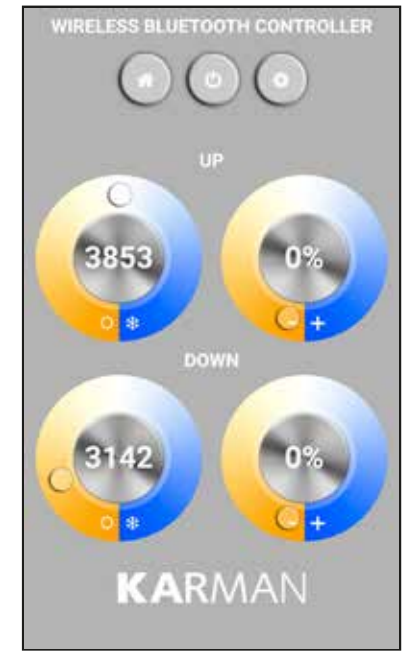 WIRELESS BLUETOOTH CONTROLLER
UP
3853 0%
- +
DOWN
3142 0%
- +
KARMAN